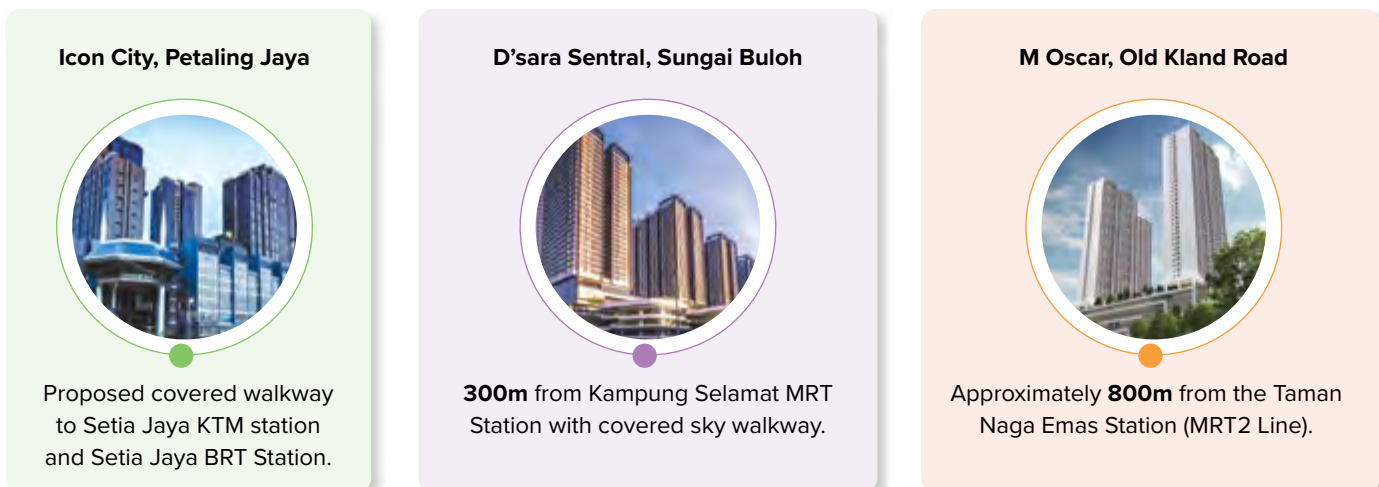 Icon City, Petaling Jaya
Proposed covered walkway
to Setia Jaya KTM station
and Setia Jaya BRT Station.
D'sara Sentral, Sungai Buloh
300m from Kampung Selamat MRT
Station with covered sky walkway.
M Oscar, Old Kland Road
Approximately 800m from the Taman
Naga Emas Station (MRT2 Line).